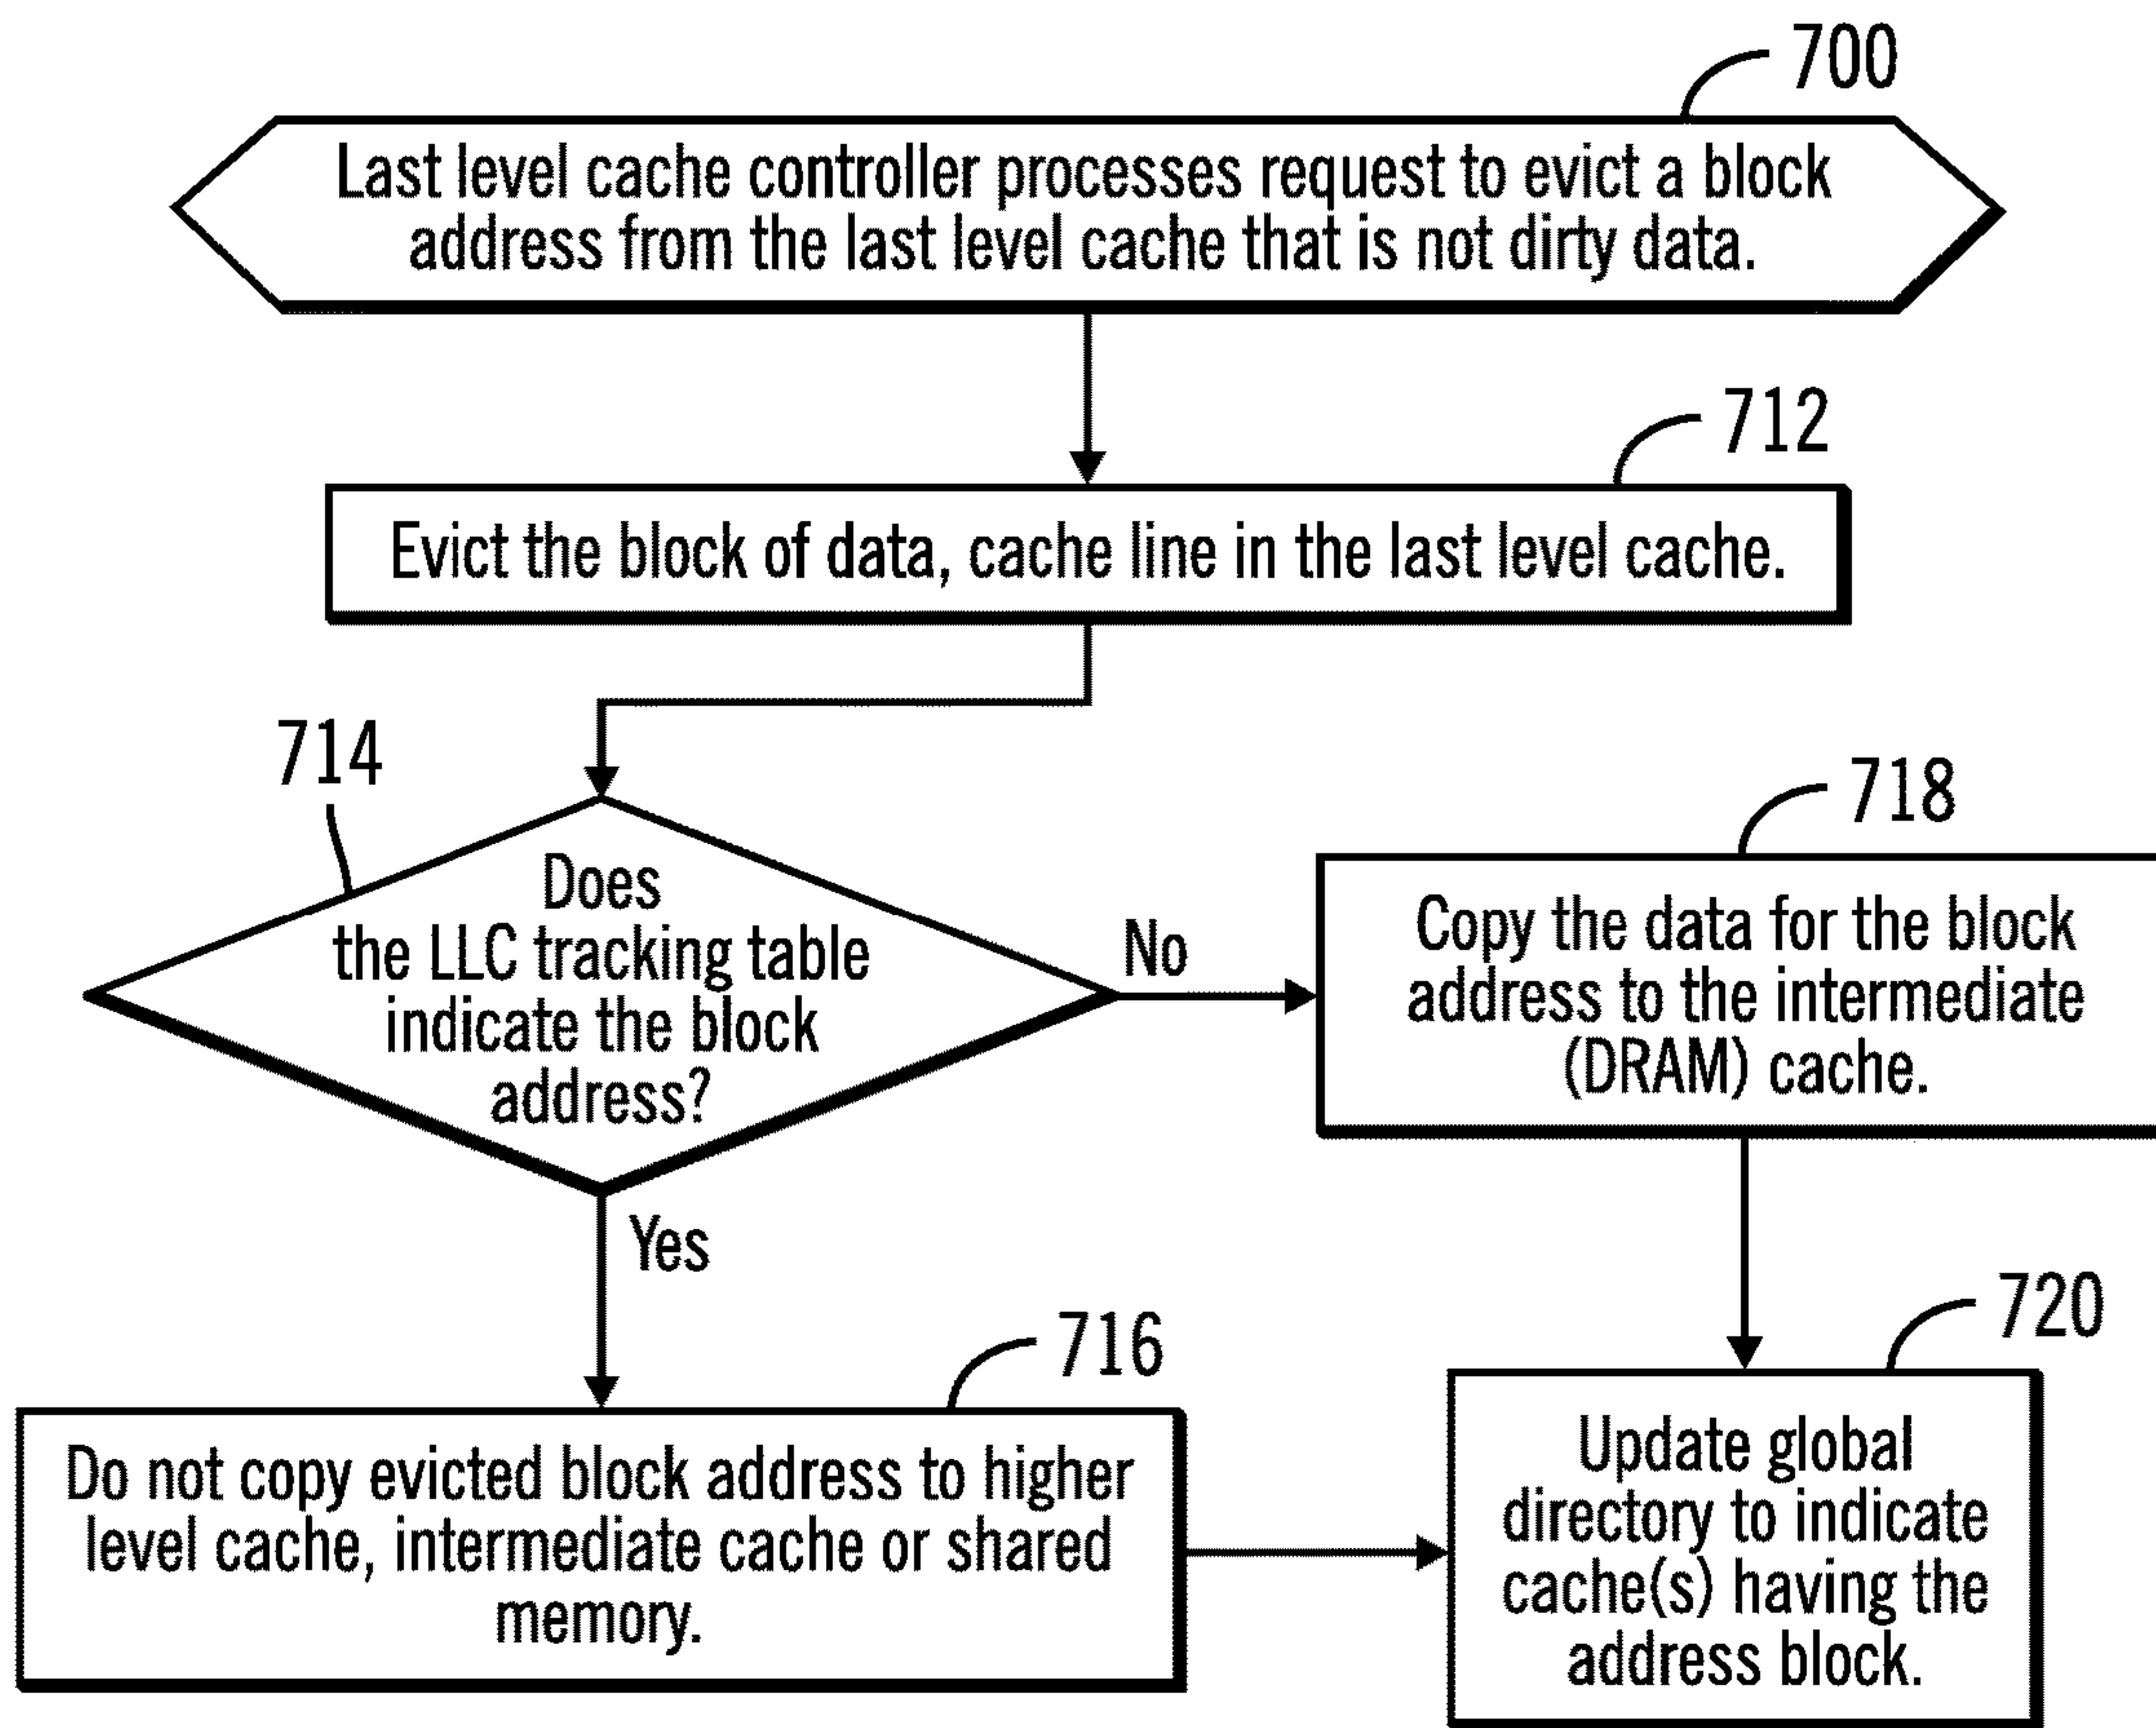 700
Last level cache controller processes request to evict a block
address from the last level cache that is not dirty data.
712
Evict the block of data, cache line in the last level cache.
714
Does
the LLC tracking table
indicate the block
address?
No
718
Copy the data for the block
address to the intermediate
(DRAM) cache.
Yes
716
Do not copy evicted block address to higher
level cache, intermediate cache or shared
memory.
720
Update global
directory to indicate
cache(s) having the
address block.